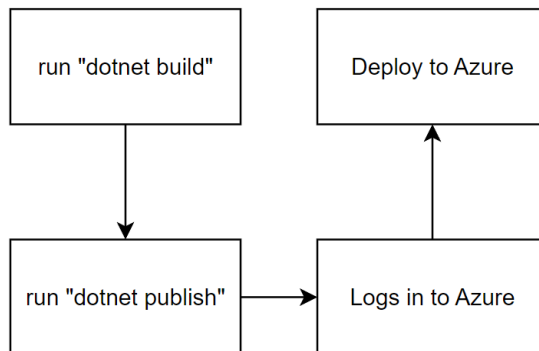 run "dotnet build"
Deploy to Azure
run "dotnet publish"
Logs in to Azure